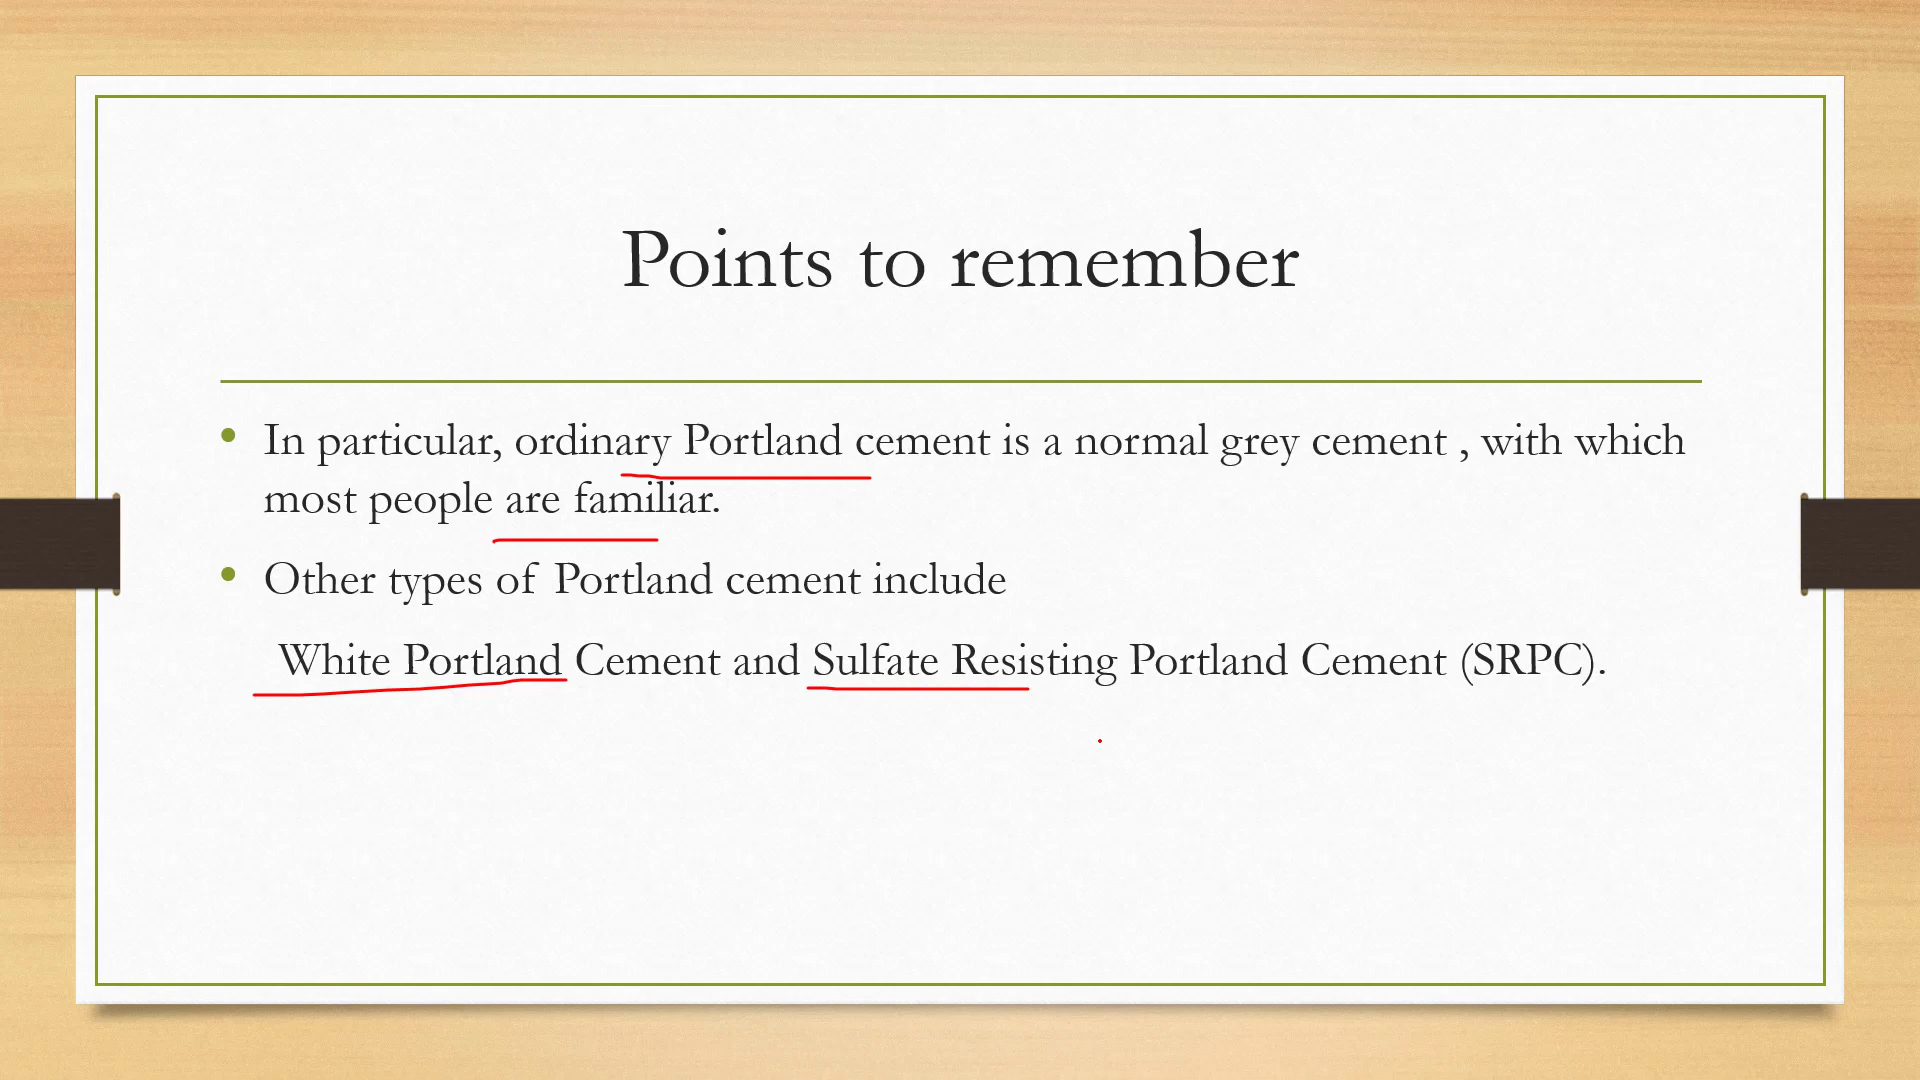 Points to remember
• In particular, ordinary Portland cement is a normal grey cement , with which
most people are familiar.
• Other types of Portland cement include
White Portland Cement and Sulfate Resisting Portland Cement (SRPC).